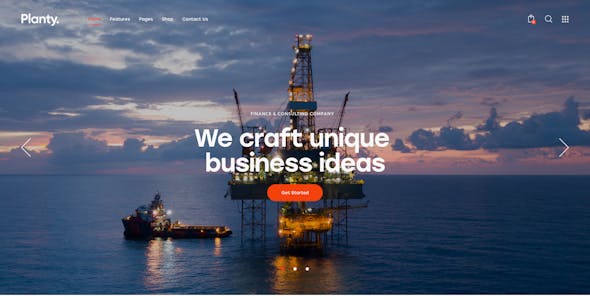 Planty.
Home Features Pages Shop Contact Us
FINANCE & CONSULTING COMPANY
We craft unique
business ideas
Get Started